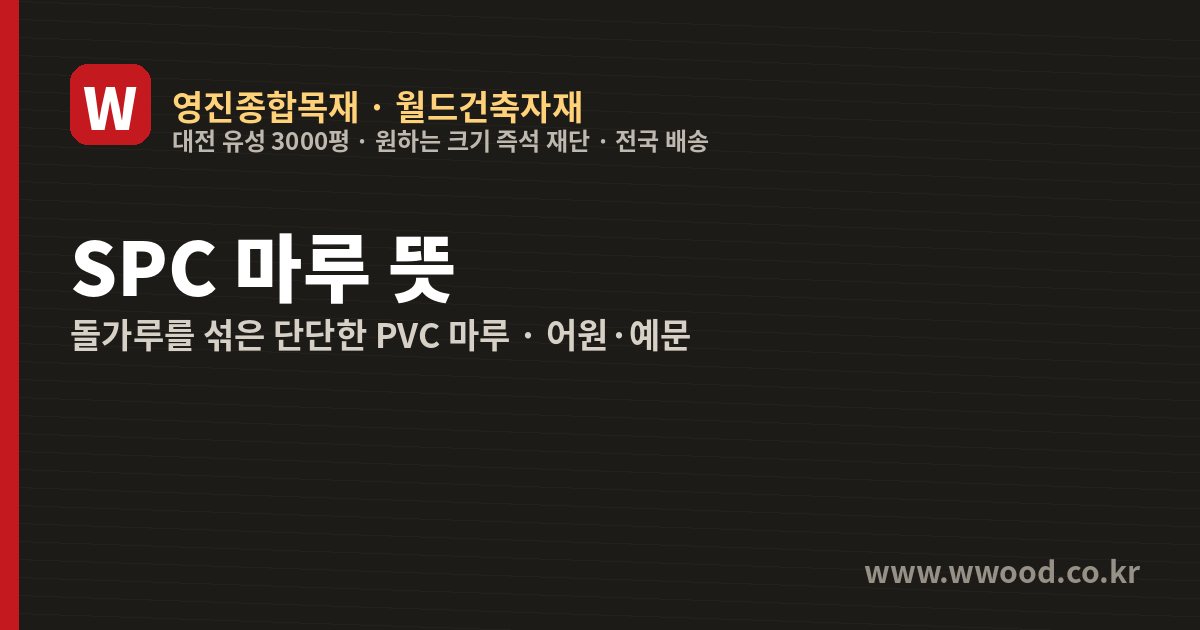 W
영진종합목재 · 월드건축자재
대전 유성 3000평 · 원하는 크기 즉석 재단 · 전국 배송
SPC 마루 뜻
돌가루를 섞은 단단한 PVC 마루 · 어원·예문
www.wwood.co.kr